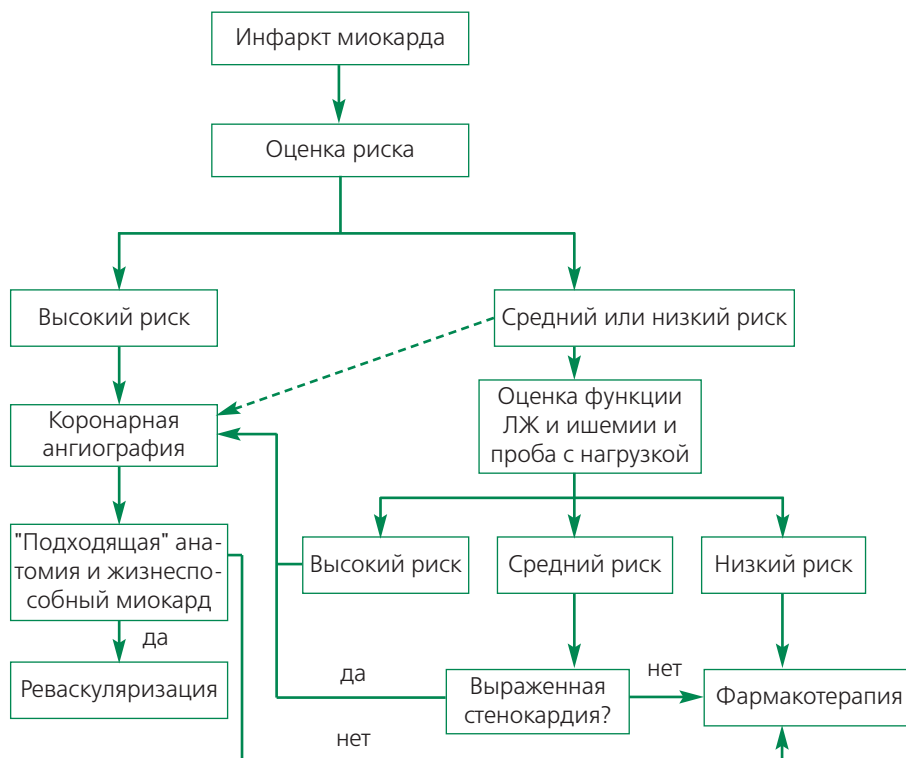 Инфаркт миокарда
Оценка риска
Высокий риск
Средний или низкий риск
Коронарная
ангиография
Оценка функции
ЛЖ и ишемии и
проба с нагрузкой
"Подходящая" ана-
томия и жизнеспо-
собный миокард
Высокий риск
Средний риск
Низкий риск
да
Реваскуляризация
да
Выраженная
стенокардия?
нет
Фармакотерапия
нет